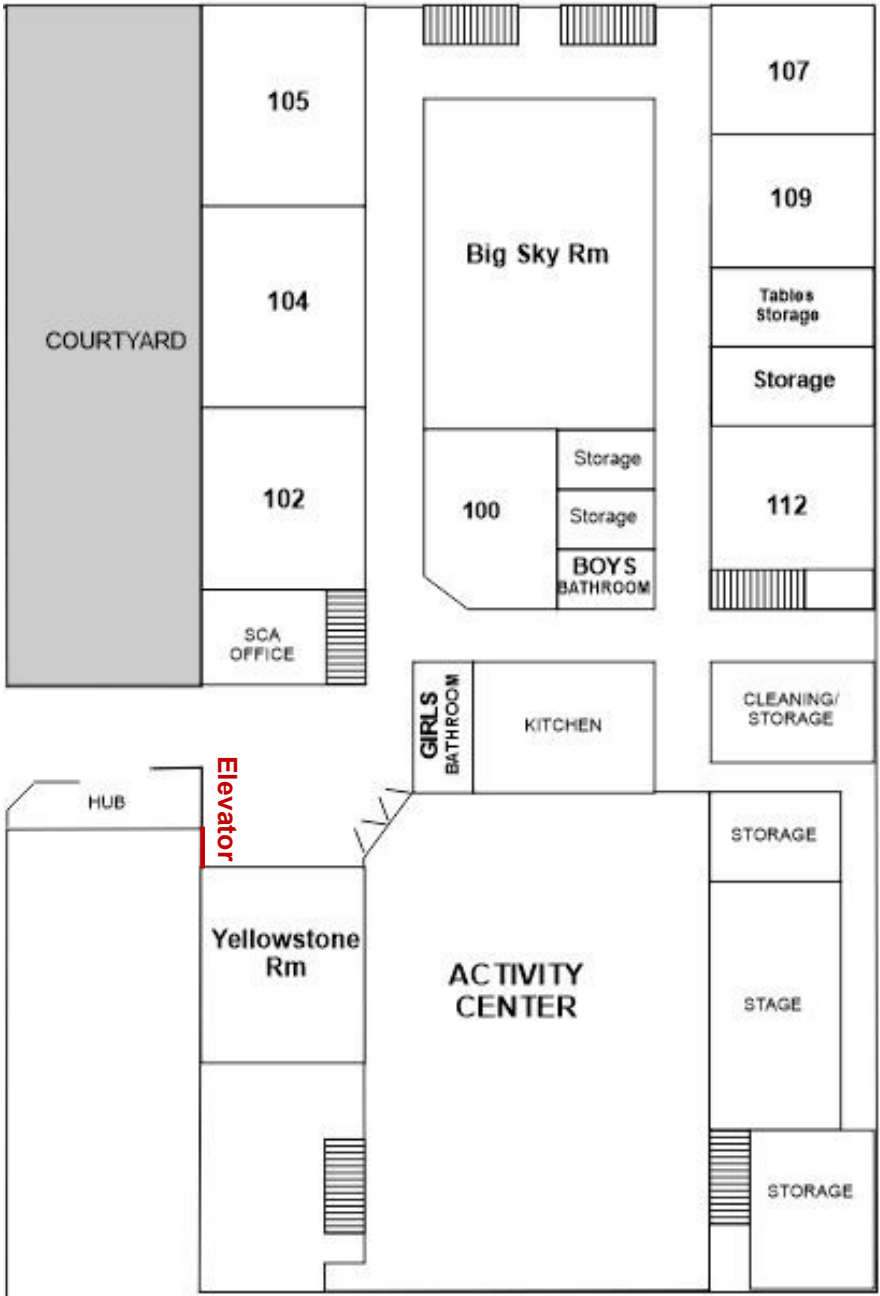 105
107
109
Big Sky Rm
Tables
Storage
104
COURTYARD
Storage
Storage
102
100
112
Storage
BOYS
BATHROOM
SCA
OFFICE
GIRLS
BATHROOM
KITCHEN
CLEANING/
STORAGE
Elevator
HUB
STORAGE
Yellowstone
Rm
ACTIVITY
CENTER
STAGE
STORAGE